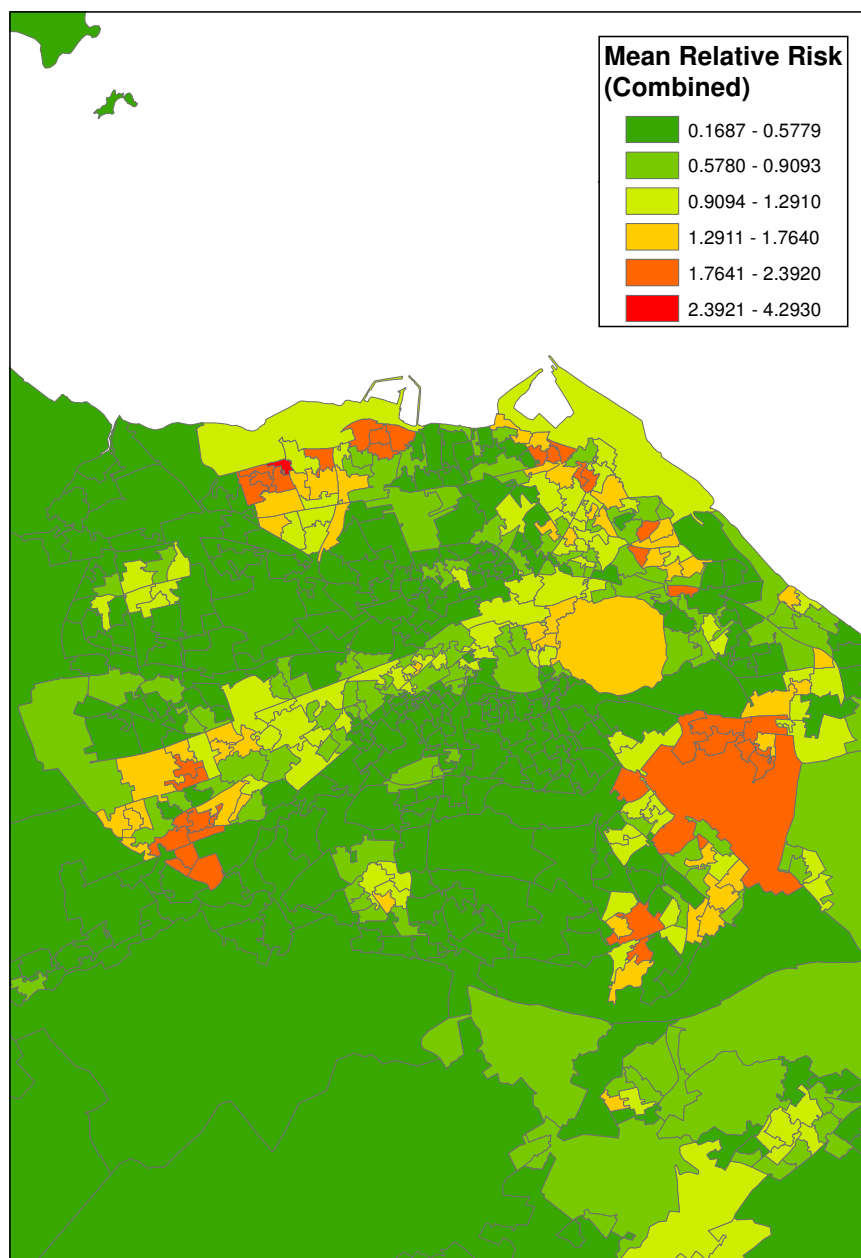 Mean Relative Risk
(Combined)
0.1687 - 0.5779
0.5780 - 0.9093
0.9094 - 1.2910
1.2911 - 1.7640
1.7641 - 2.3920
2.3921 - 4.2930